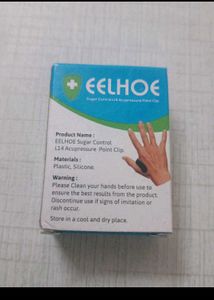 EELHOE
Sugar Control LI4 Acupressure Point Clip
Product Name :
EELHOE Sugar Control
LI4 Acupressure Point Clip.
Materials :
Plastic, Silicone.
Warning :
Please Clean your hands before use to
ensure the best results from the product.
Discontinue use if signs of imitation or
rash occur.
Store in a cool and dry place.